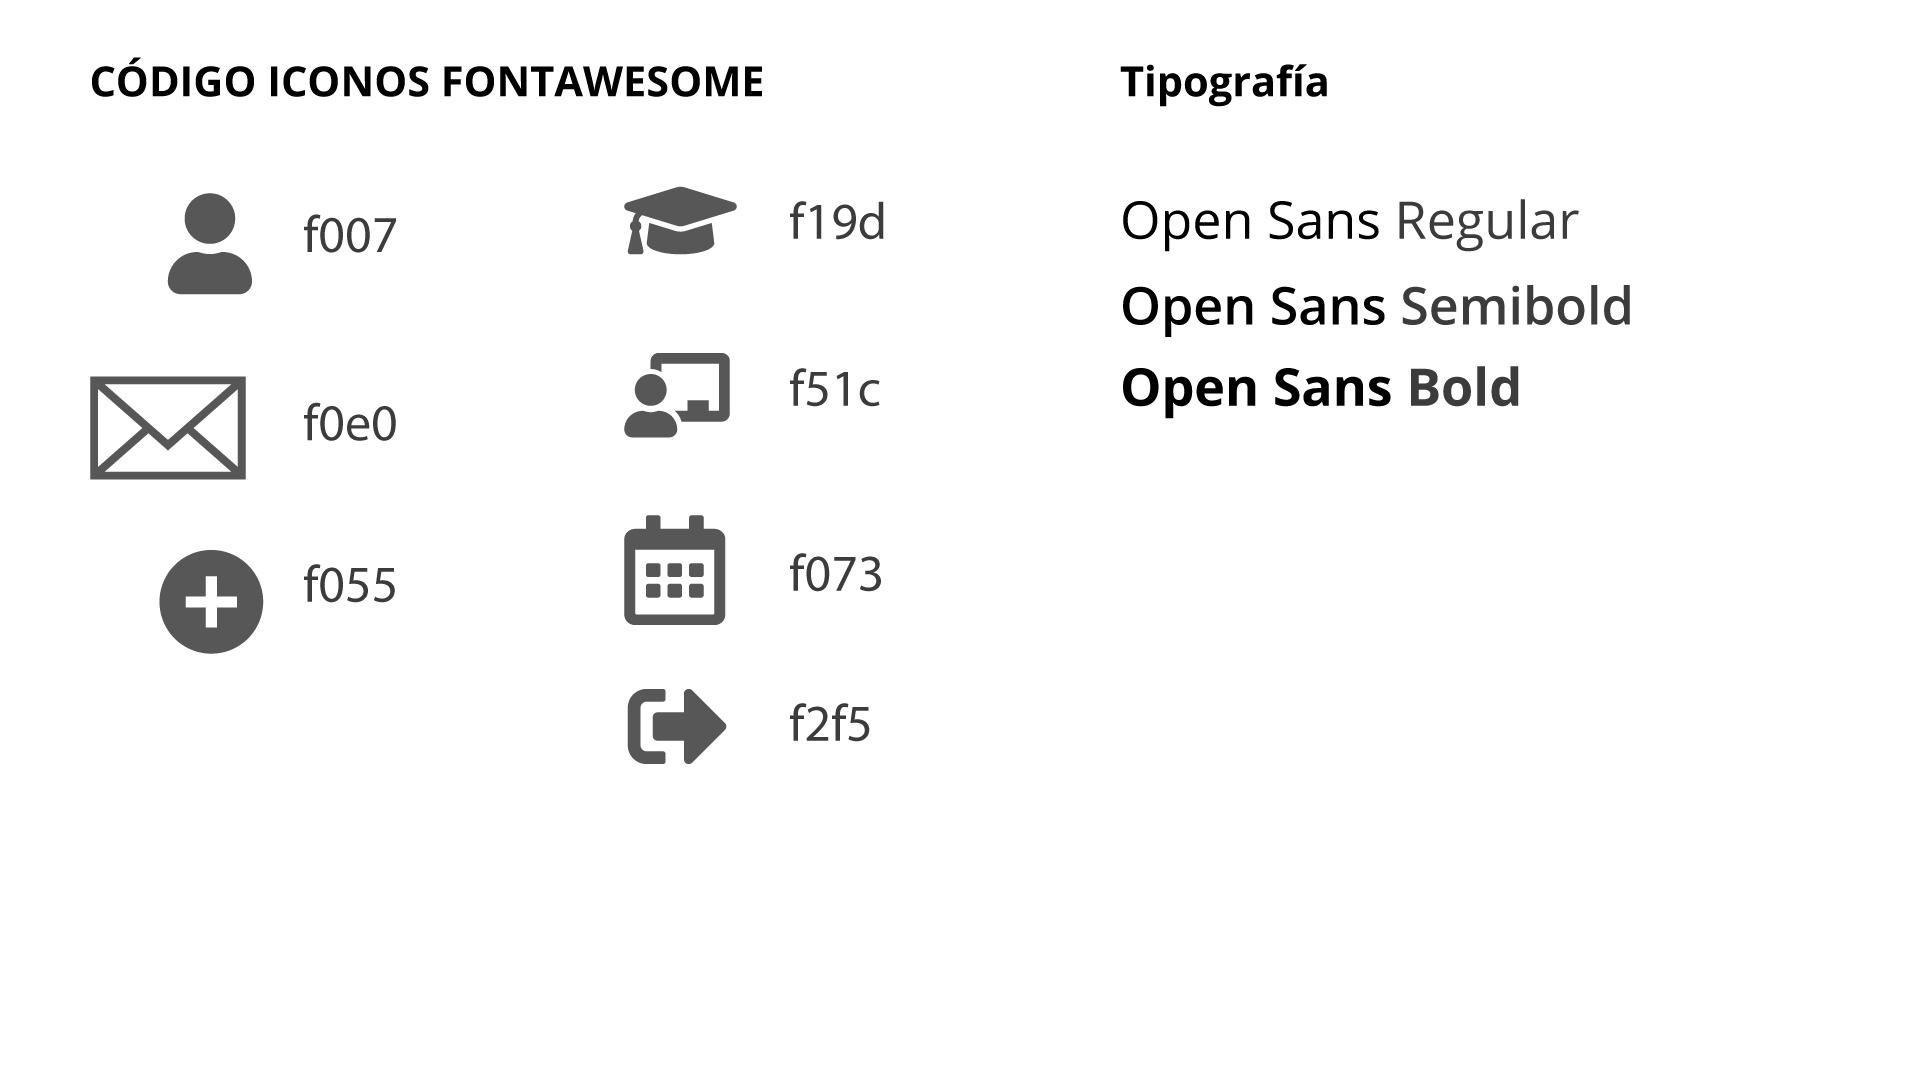 CÓDIGO ICONOS FONTAWESOME
f007
f0e0
f055
f19d
f51c
f073
f2f5
Tipografía
Open Sans Regular
Open Sans Semibold
Open Sans Bold